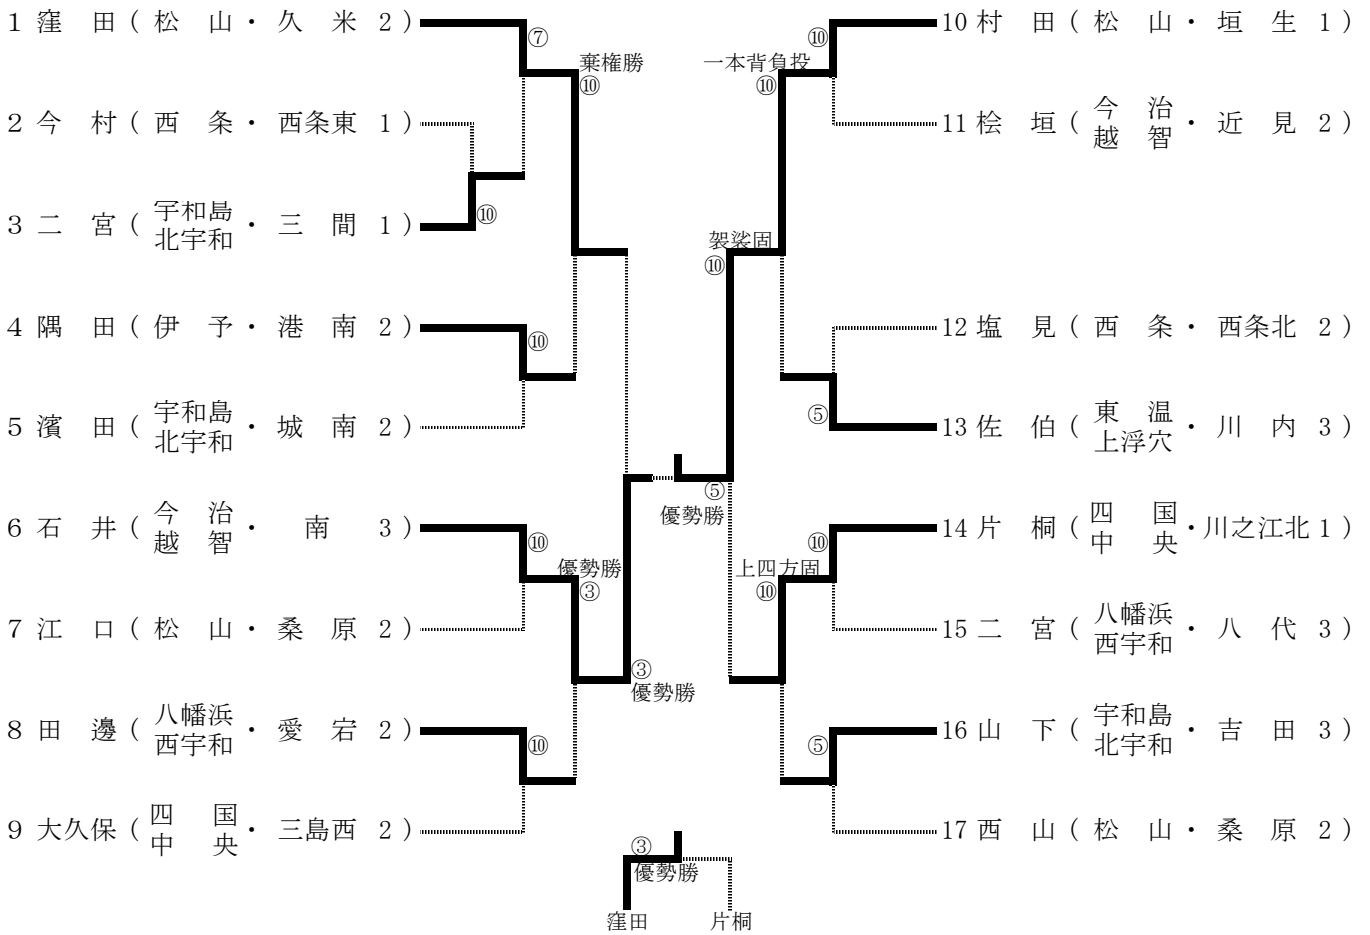 1 窪 田 ( 松 山 ・ 久 米 2 )
⑦
棄権勝
⑩
2 今 村 ( 西 条 ・ 西条東 1 )
3 二 宮 ( 宇和島 北宇和 ・ 三 間 1 )
⑩
4 隅 田 ( 伊 予 ・ 港 南 2 )
⑩
5 濱 田 ( 宇和島 北宇和 ・ 城 南 2 )
6 石 井 ( 今 治 越 智 ・ 南 3 )
⑩
優勢勝
③
7 江 口 ( 松 山 ・ 桑 原 2 )
③
優勢勝
8 田 邊 ( 八幡浜 西宇和 ・ 愛 宕 2 )
⑩
9 大久保 ( 四 国 中 央 ・ 三島西 2 )
10 村 田 ( 松 山 ・ 垣 生 1 )
⑩
一本背負投
⑩
11 桧 垣 ( 今 治 越 智 ・ 近 見 2 )
袈裟固
⑩
12 塩 見 ( 西 条 ・ 西条北 2 )
⑤
13 佐 伯 ( 東 温 上浮穴 ・ 川 内 3 )
⑤
優勢勝
14 片 桐 ( 四 国 中 央 ・ 川之江北 1 )
⑩
上四方固
⑩
15 二 宮 ( 八幡浜 西宇和 ・ 八 代 3 )
16 山 下 ( 宇和島 北宇和 ・ 吉 田 3 )
⑤
17 西 山 ( 松 山 ・ 桑 原 2 )
③
優勢勝
窪田 片桐